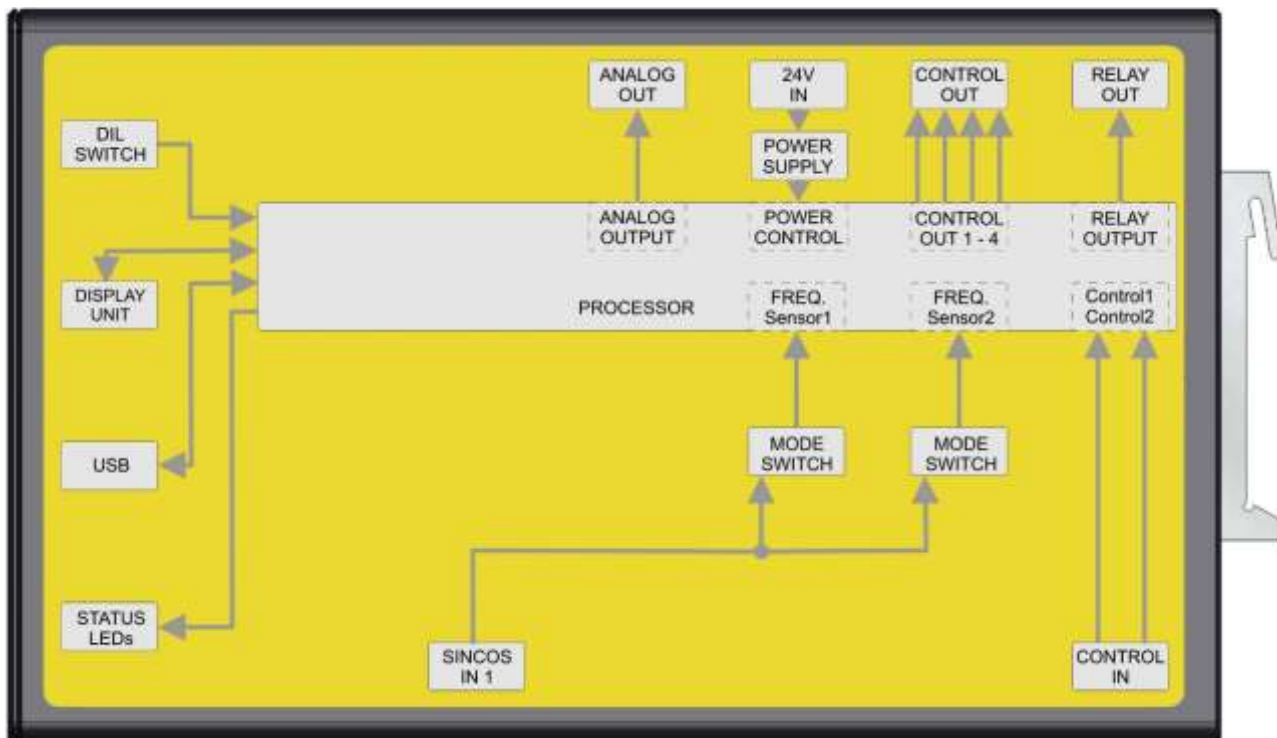 ANALOG
OUT
24V
IN
CONTROL
OUT
RELAY
OUT
DIL
SWITCH
POWER
SUPPLY
ANALOG
OUTPUT
POWER
CONTROL
CONTROL
OUT 1 - 4
RELAY
OUTPUT
DISPLAY
UNIT
PROCESSOR
FREQ.
Sensor1
FREQ.
Sensor2
Control1
Control2
USB
MODE
SWITCH
MODE
SWITCH
STATUS
LEDs
SINCOS
IN 1
CONTROL
IN